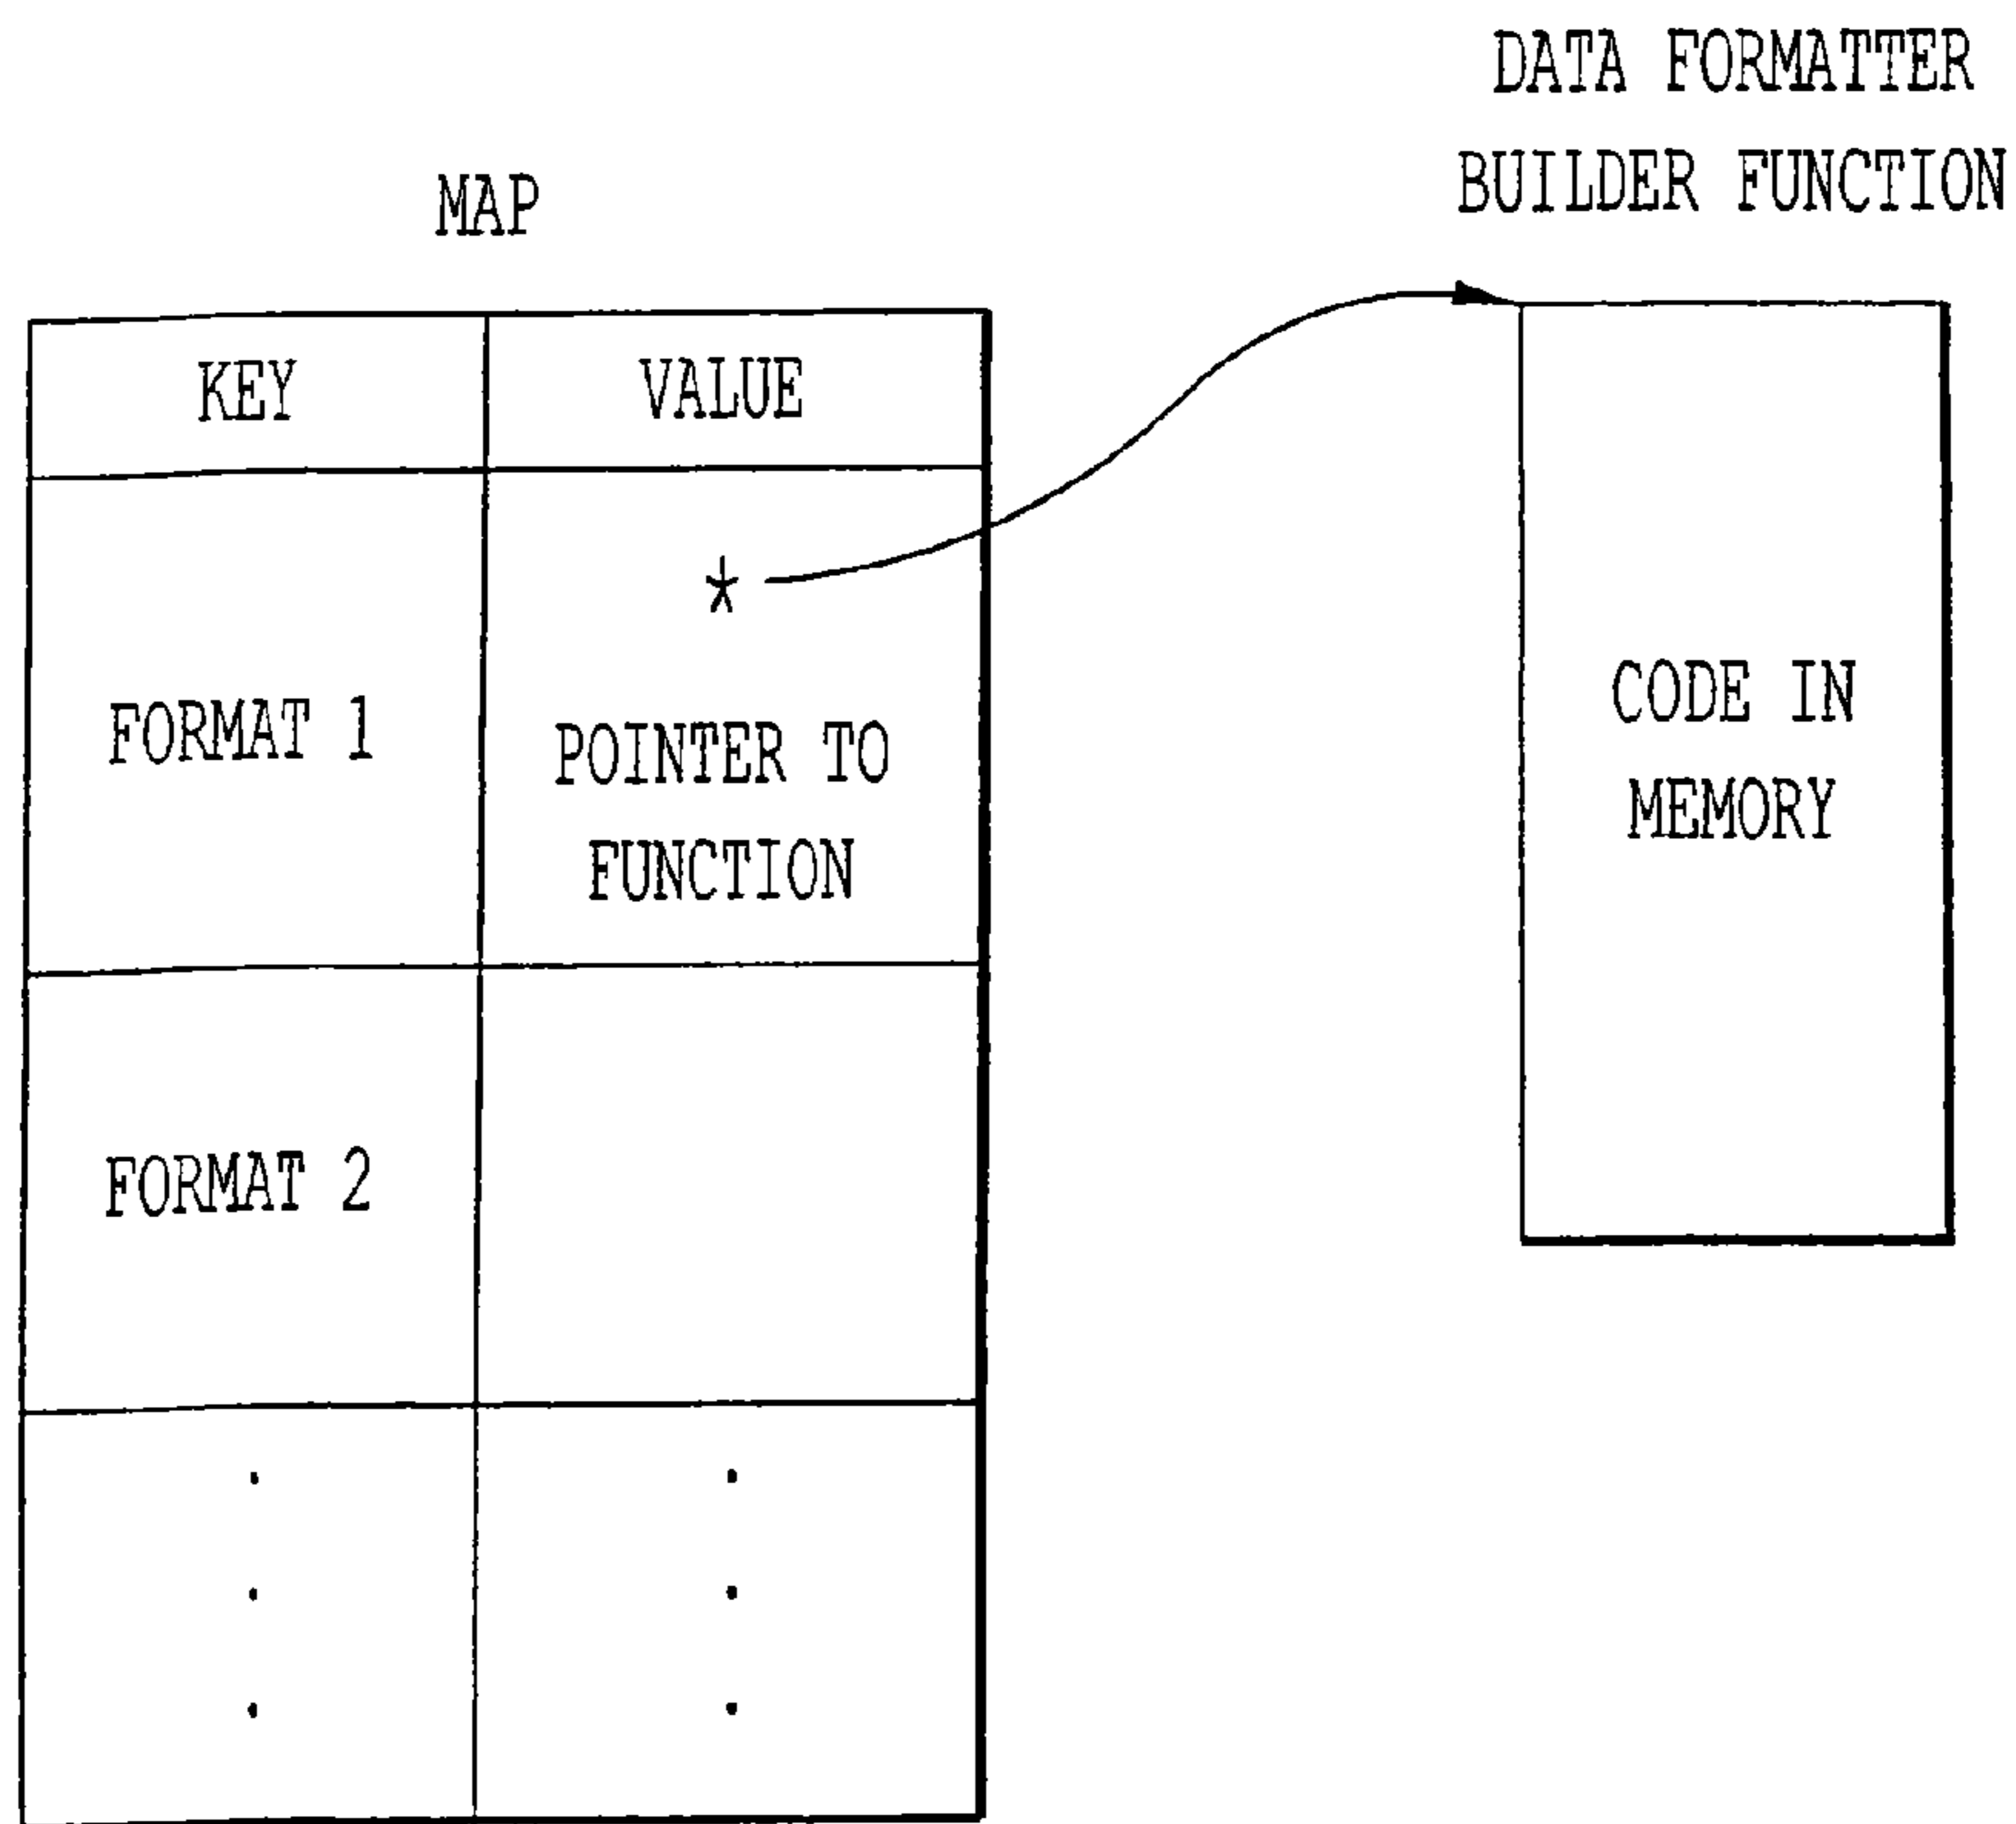 DATA FORMATTER
BUILDER FUNCTION
MAP
KEY VALUE
*
FORMAT 1
POINTER TO
FUNCTION
CODE IN
MEMORY
FORMAT 2
. .
. .
. .